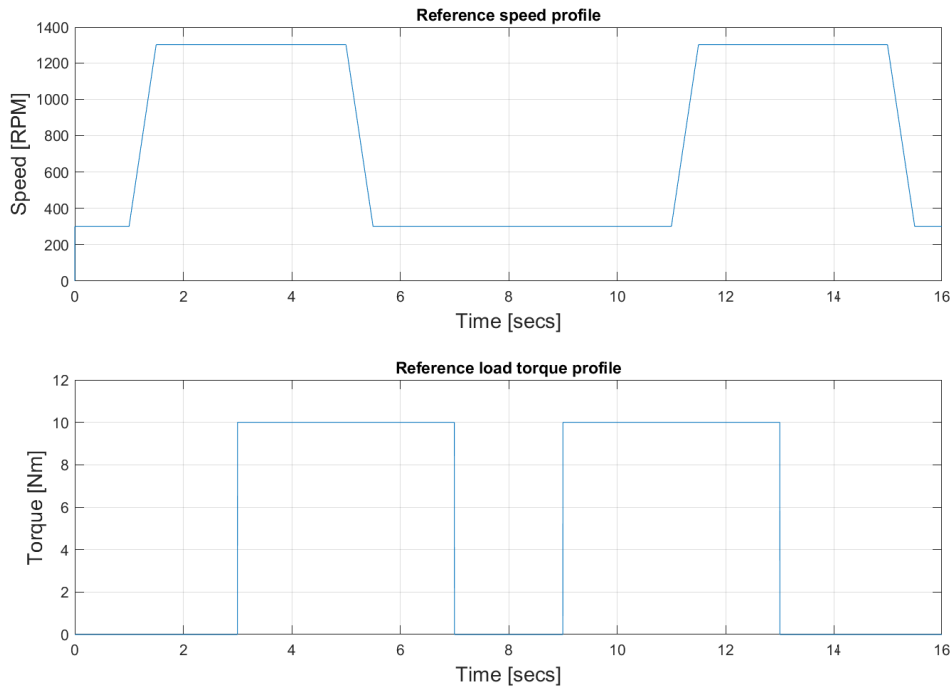 Reference speed profile
1400
1200
1000
800
600
400
200
0
Speed [RPM]
0 2 4 6 8 10 12 14 16
Time [secs]
Reference load torque profile
12
10
8
6
4
2
0
Torque [Nm]
0 2 4 6 8 10 12 14 16
Time [secs]